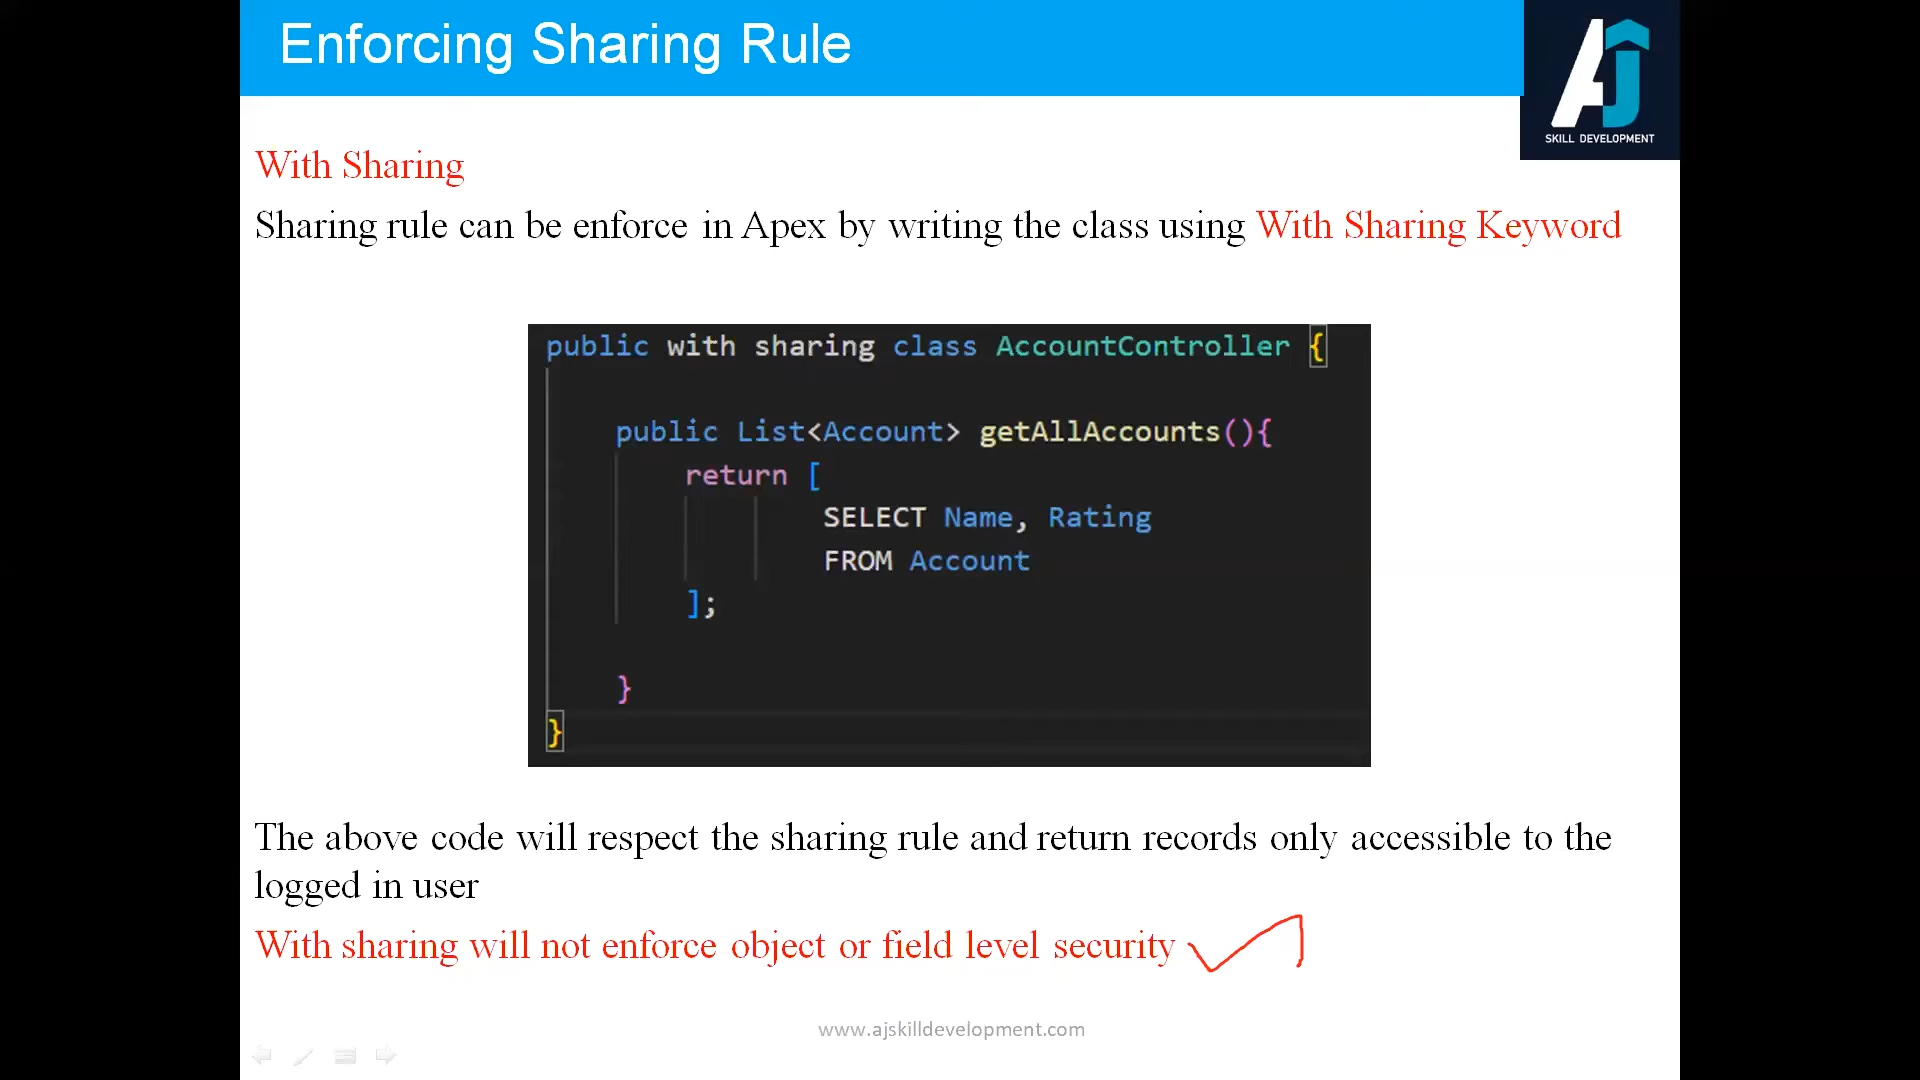 Enforcing Sharing Rule
AJ
SKILL DEVELOPMENT
With Sharing
Sharing rule can be enforce in Apex by writing the class using With Sharing Keyword
public with sharing class AccountController {
public List<Account> getAllAccounts(){
return [
SELECT Name, Rating
FROM Account
];
}
}
The above code will respect the sharing rule and return records only accessible to the
logged in user
With sharing will not enforce object or field level security
www.ajskilldevelopment.com